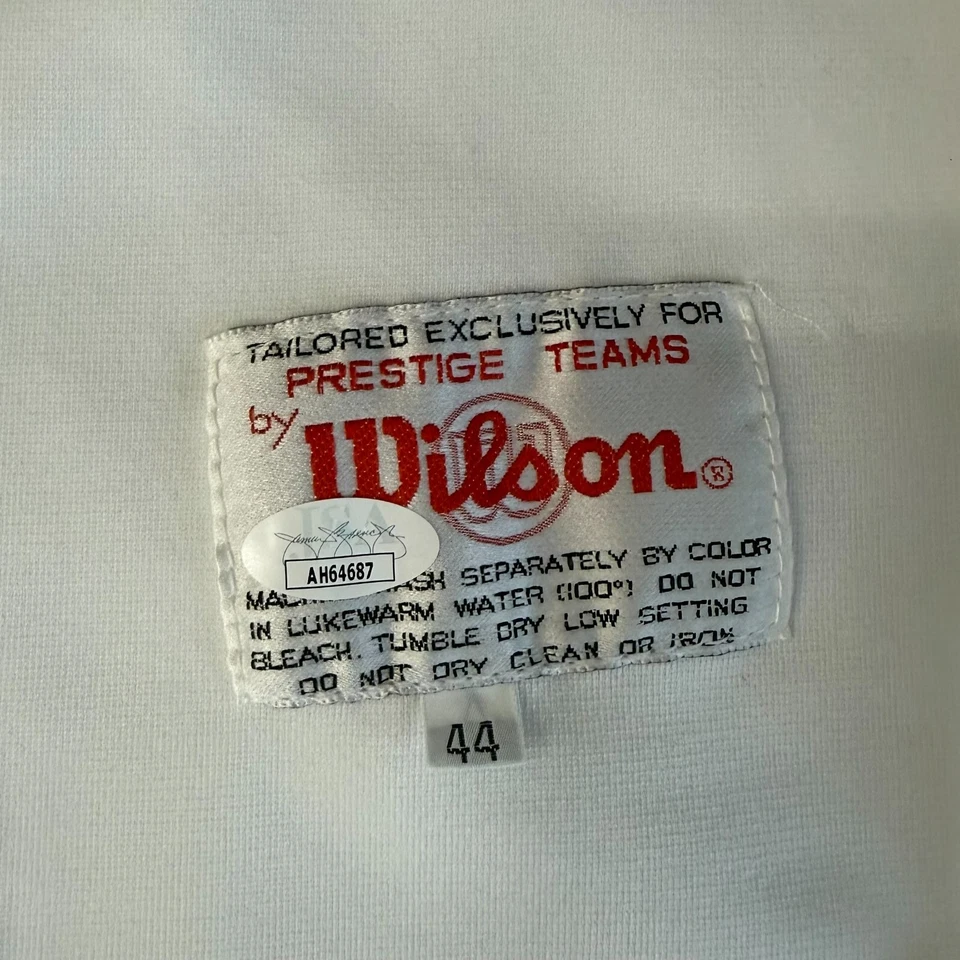 TAILORED EXCLUSIVELY FOR
PRESTIGE TEAMS
by Wilson ®
AH64687
SEPARATELY BY COLOR
IN LUKEWARM WATER (100°) DO NOT
BLEACH. TUMBLE DRY LOW SETTING
DO NOT DRY CLEAN OR IRON
44